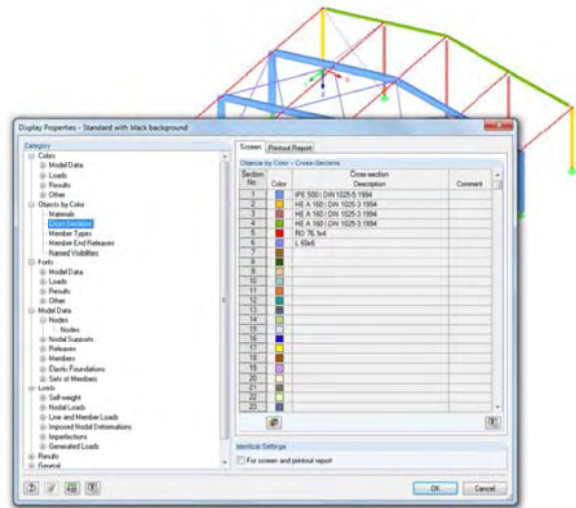 Display Properties - Standard with black background
Category
Colors
Model Data
Loads
Results
Other
Objects by Color
Materials
Cross-Sections
Member Types
Member End Releases
Named Visibilities
Fonts
Model Data
Loads
Results
Other
Model Data
Nodes
Nodes
Nodal Supports
Releases
Members
Elastic Foundations
Sets of Members
Loads
Self-weight
Nodal Loads
Line and Member Loads
Imposed Nodal Deformations
Imperfections
Generated Loads
Results
General
Screen Printout Report
Objects by Color - Cross-Sections
Section No. Color Cross-section Description Comment
1 IPE 500 | DIN 1025-5:1994
2 HE A 160 | DIN 1025-3:1994
3 HE A 160 | DIN 1025-3:1994
4 HE A 160 | DIN 1025-3:1994
5 RO 76.1x4
6 L 60x6
7
8
9
10
11
12
13
14
15
16
17
18
19
20
21
22
23
Identical Settings
For screen and printout report
OK Cancel